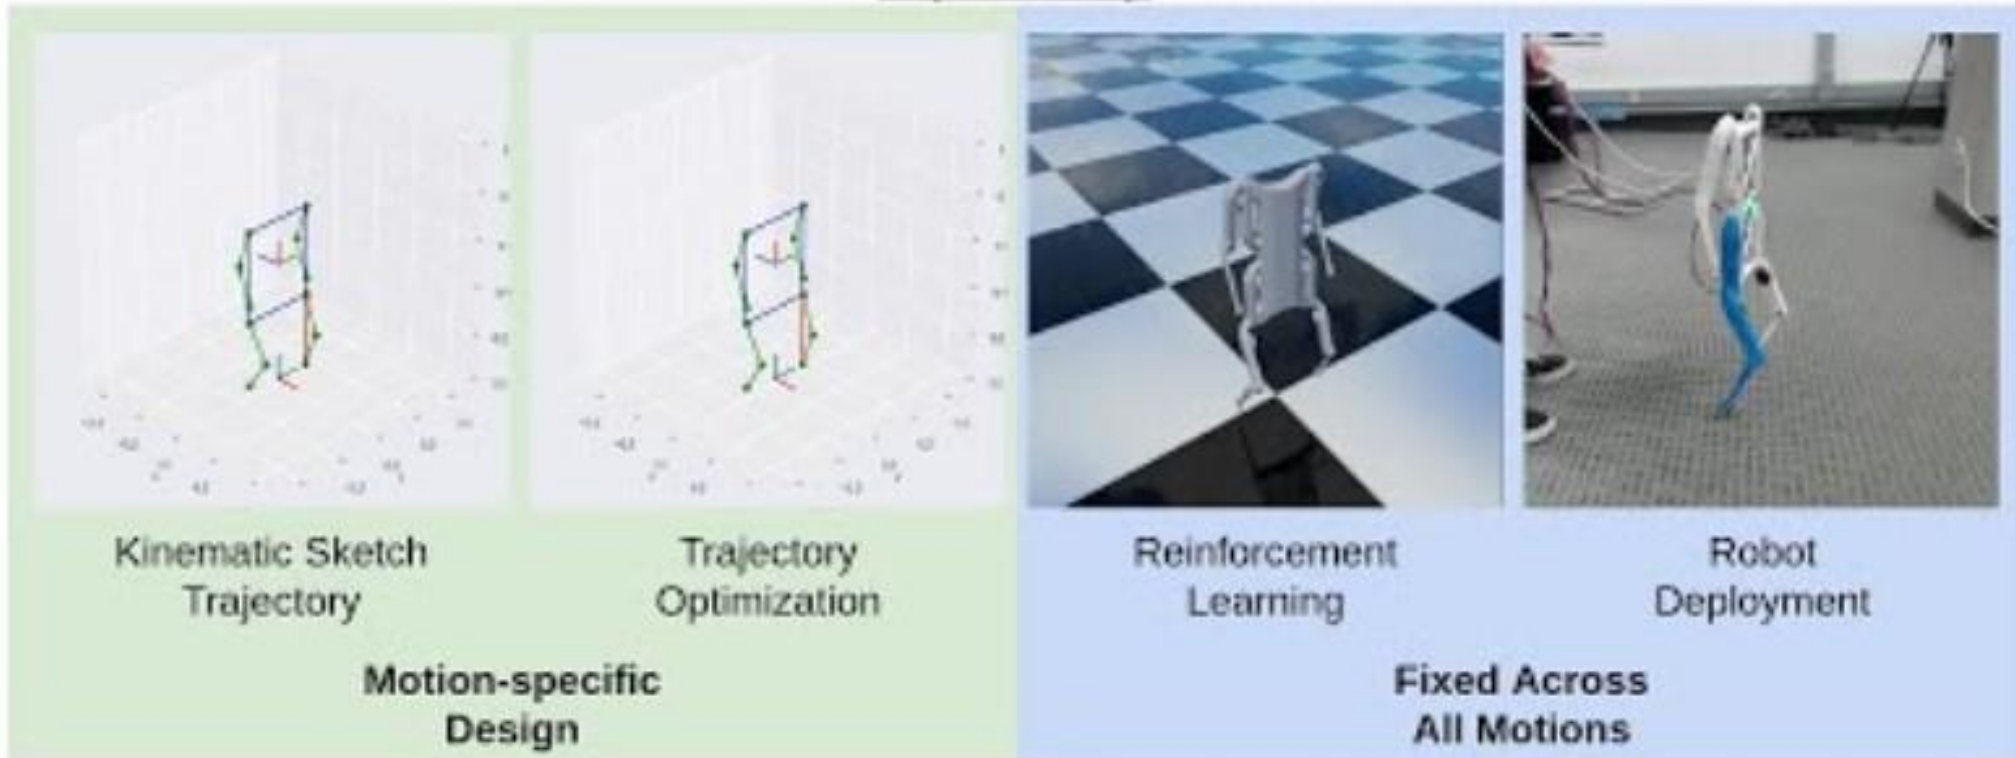 Kinematic Sketch
Trajectory
Trajectory
Optimization
Reinforcement
Learning
Robot
Deployment
Motion-specific
Design
Fixed Across
All Motions